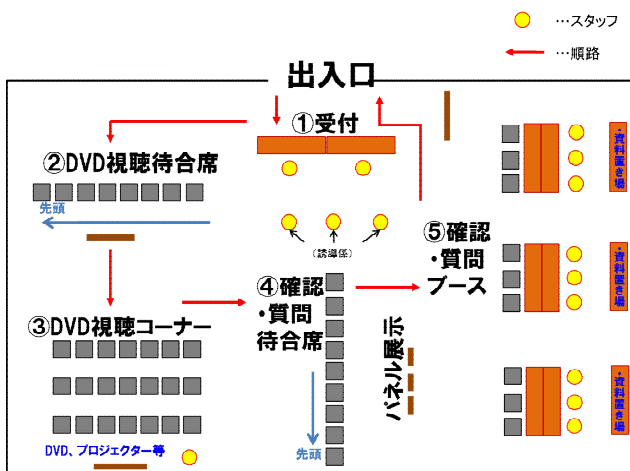 …スタッフ
…順路
出入口
①受付
②DVD視聴待合席
先頭
(誘導係)
③DVD視聴コーナー
DVD、プロジェクター等
④確認
・質問
待合席
先頭
パネル展示
⑤確認
・質問
ブース
・資料置き場
・資料置き場
・資料置き場